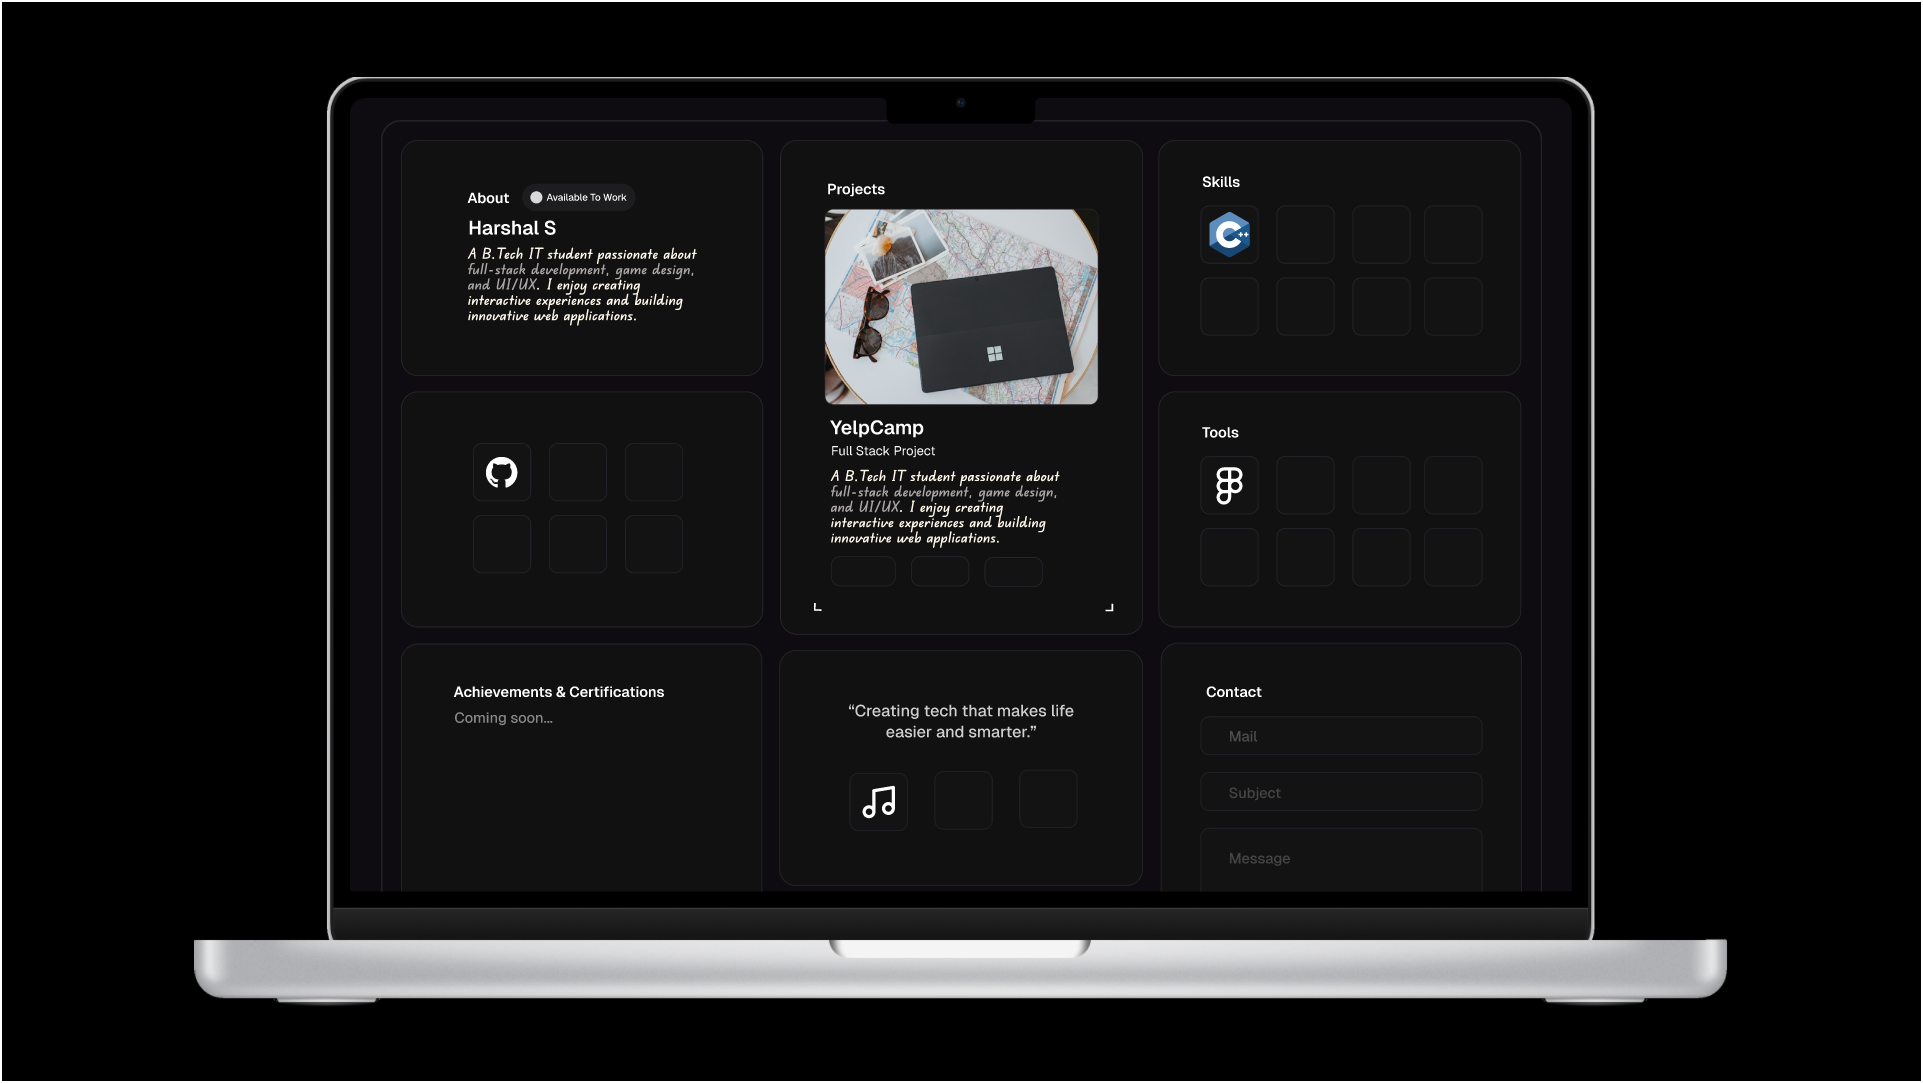 About
Available To Work
Harshal S
A B.Tech IT student passionate about
full-stack development, game design,
and UI/UX. I enjoy creating
interactive experiences and building
innovative web applications.
Projects
YelpCamp
Full Stack Project
A B.Tech IT student passionate about
full-stack development, game design,
and UI/UX. I enjoy creating
interactive experiences and building
innovative web applications.
Skills
C++
Tools
Achievements & Certifications
Coming soon...
“Creating tech that makes life
easier and smarter.”
Contact
Mail
Subject
Message